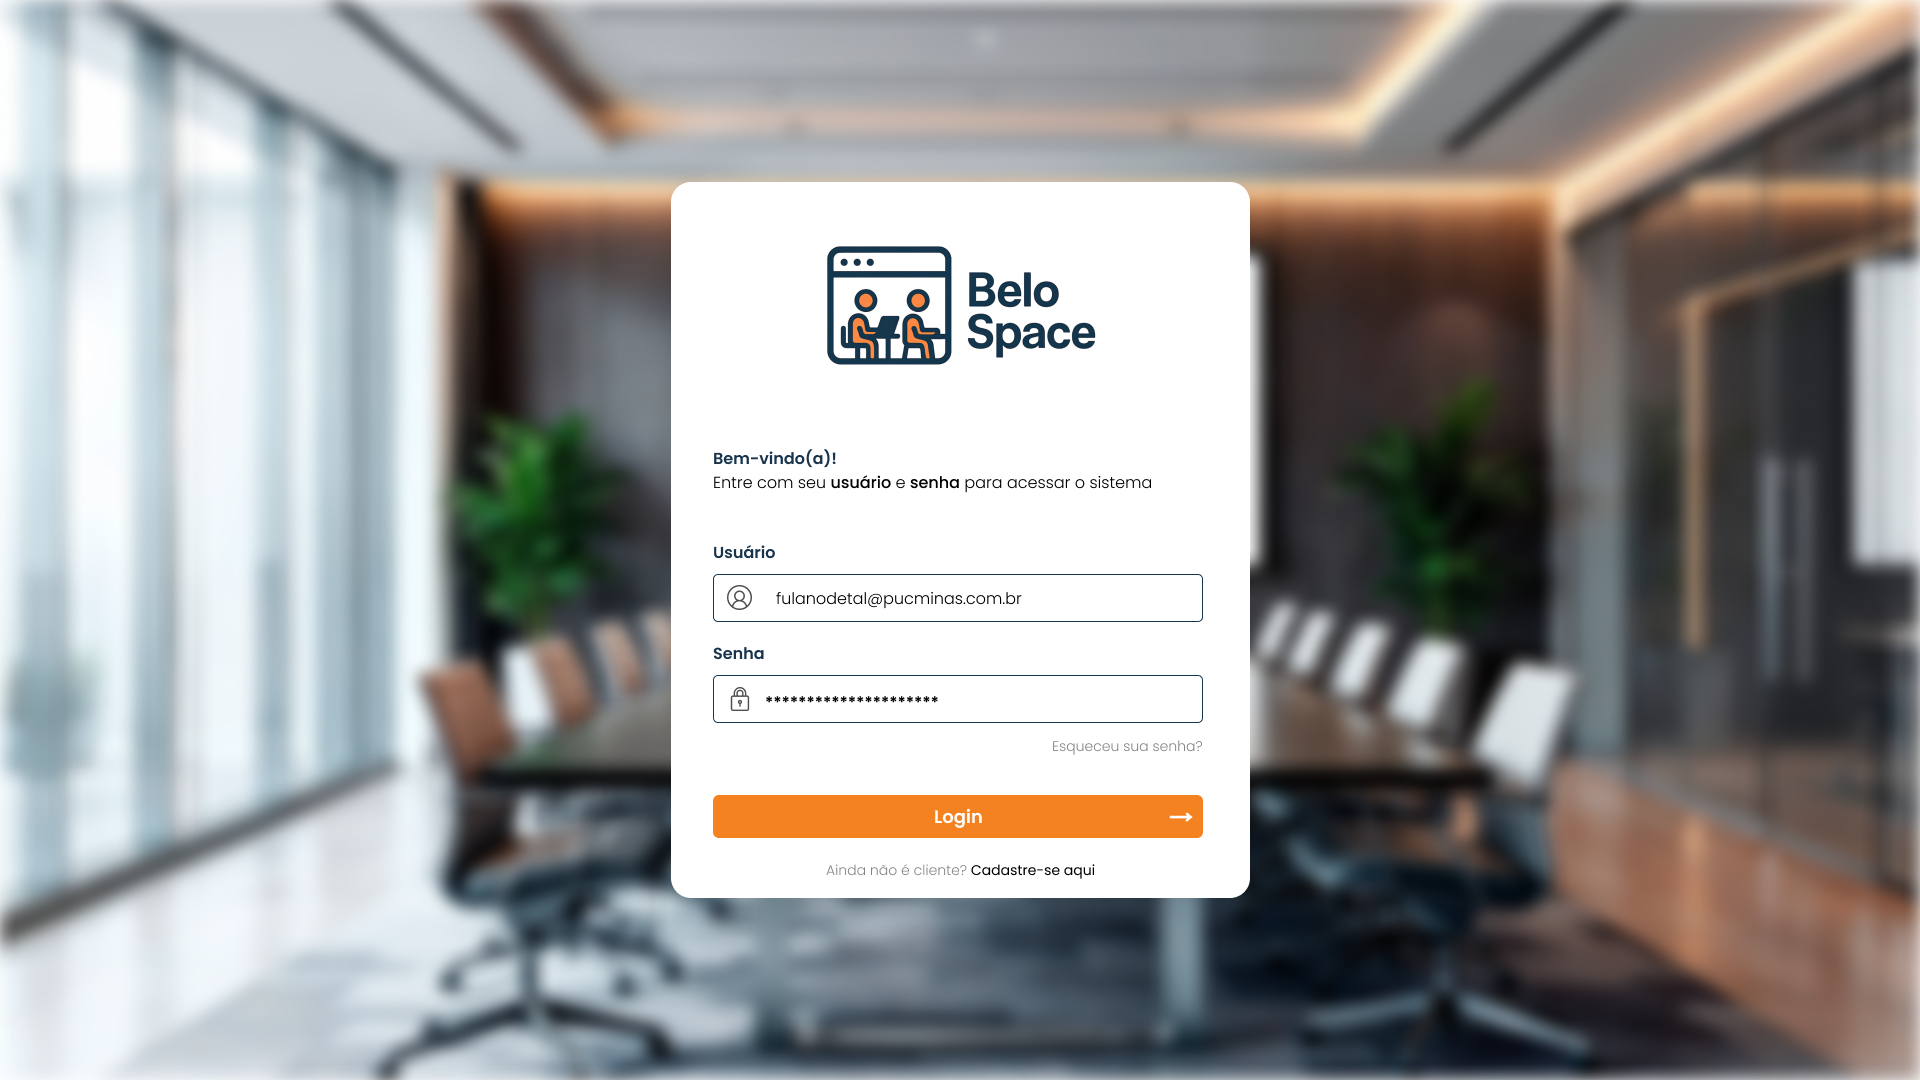 Belo
Space
Bem-vindo(a)!
Entre com seu usuário e senha para acessar o sistema
Usuário
fulanodetal@pucminas.com.br
Senha
*********************
Esqueceu sua senha?
Login
Ainda não é cliente? Cadastre-se aqui